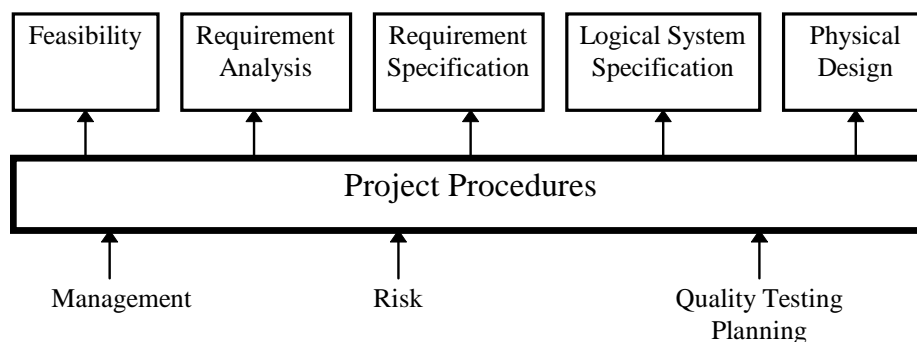 Feasibility
Requirement
Analysis
Requirement
Specification
Logical System
Specification
Physical
Design
Project Procedures
Management
Risk
Quality Testing
Planning